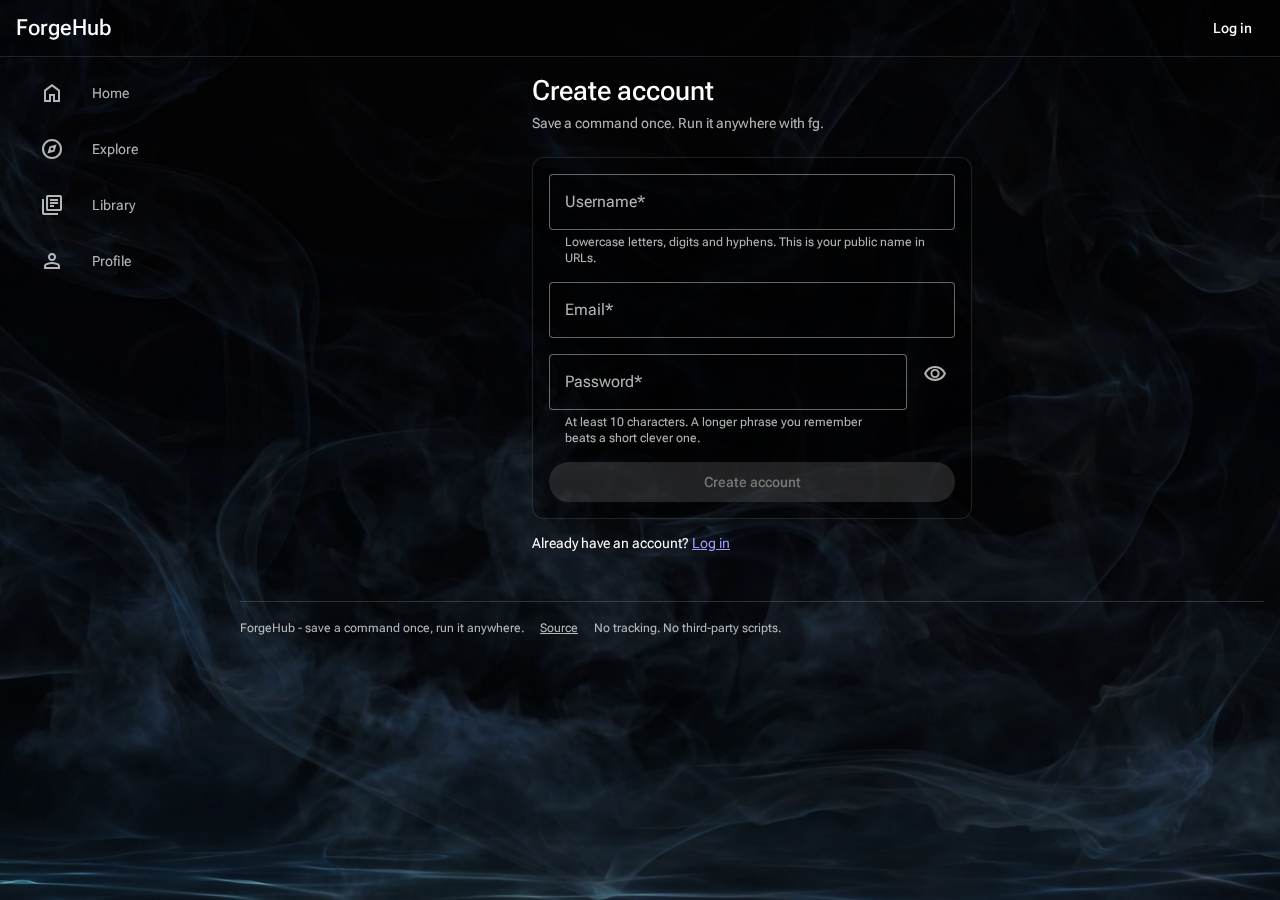 ForgeHub
Log in
Home
Explore
Library
Profile
Create account
Save a command once. Run it anywhere with fg.
Username*
Lowercase letters, digits and hyphens. This is your public name in
URLs.
Email*
Password*
At least 10 characters. A longer phrase you remember
beats a short clever one.
Create account
Already have an account? Log in
ForgeHub - save a command once, run it anywhere. Source No tracking. No third-party scripts.